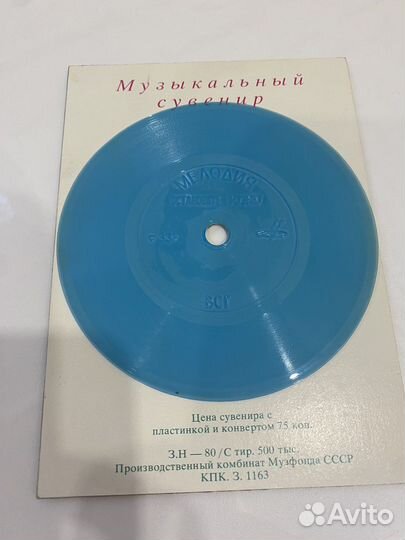 Музыкальный
сувенир
МЕЛОДИЯ
ВСГ
Цена сувенира с
пластинкой и конвертом 75 коп.
З.Н — 80 /С тир. 500 тыс.
Производственный комбинат Музфонда СССР
КПК. З. 1163
Avito